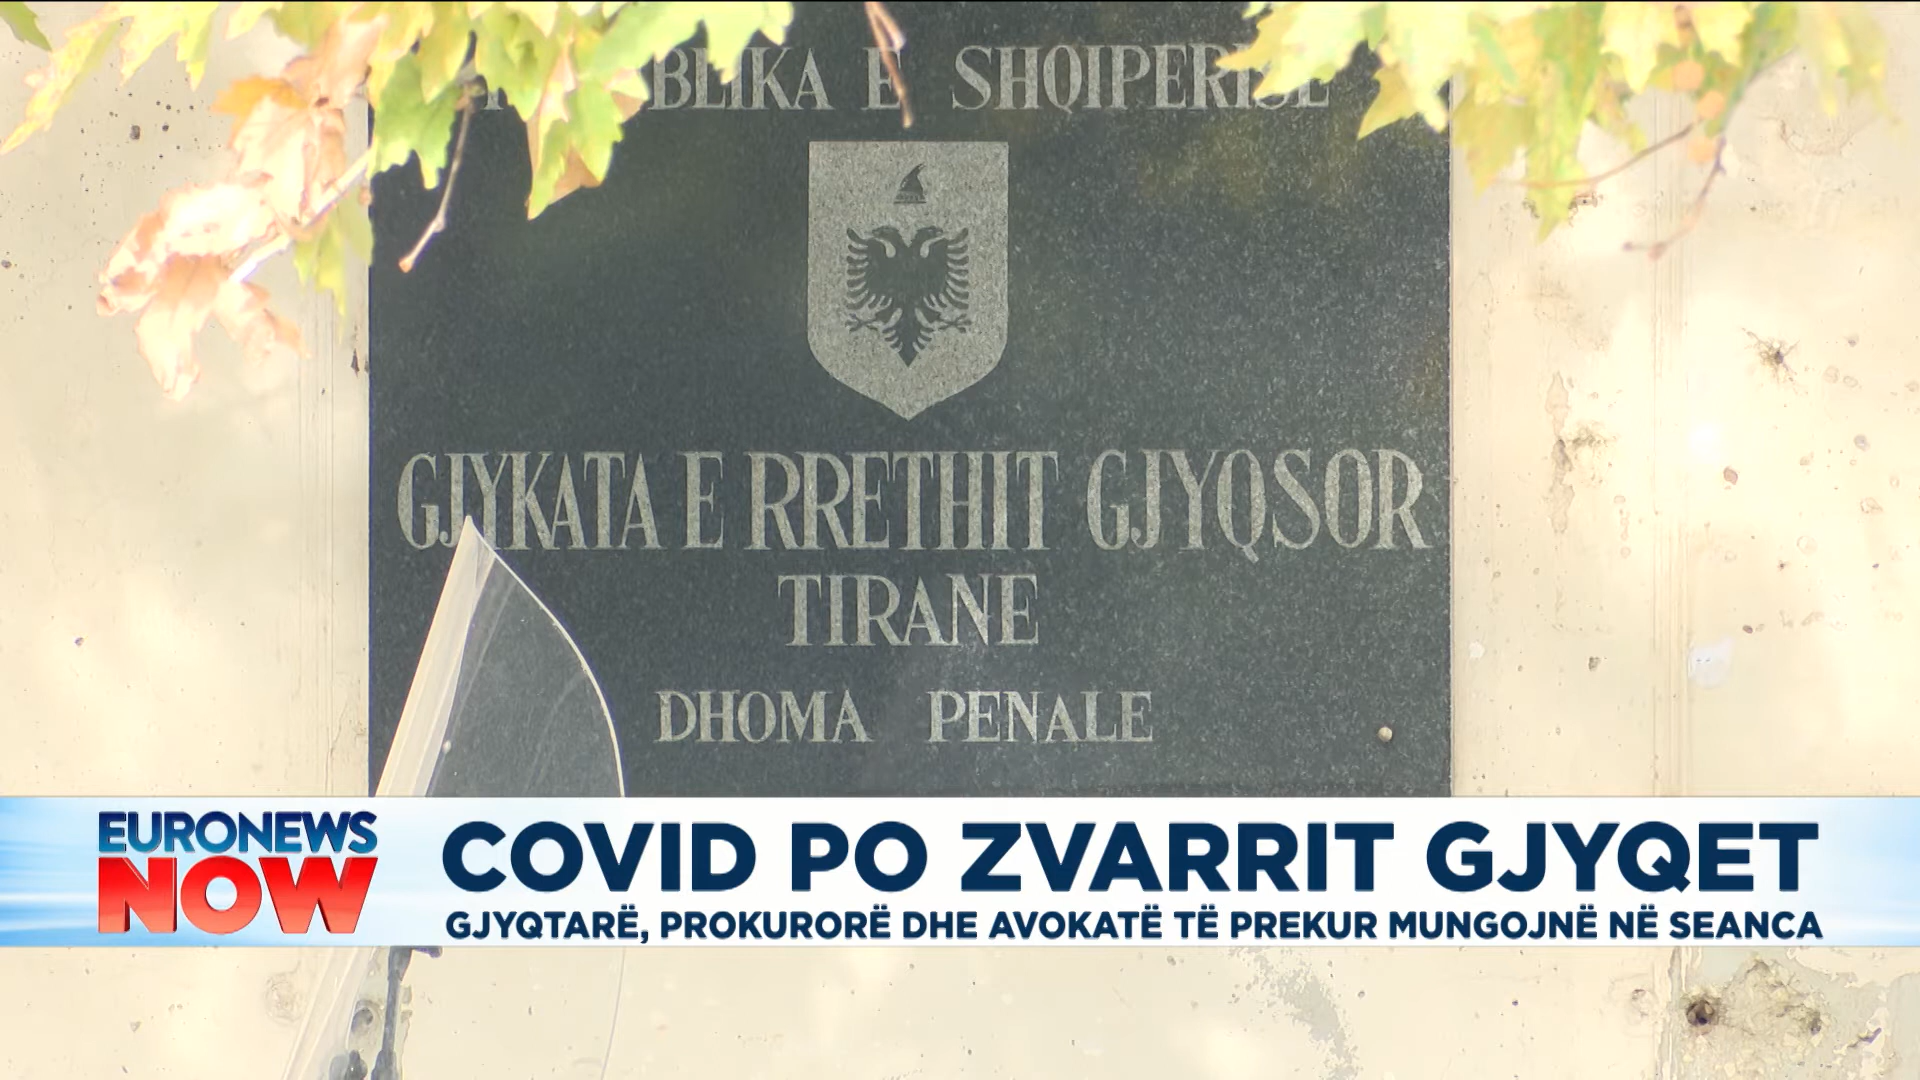 BLIKA E SHQIPERISE
GJYKATA E RRETHIT GJYQSOR
TIRANE
DHOMA PENALE
EURONEWS
NOW
COVID PO ZVARRIT GJYQET
GJYQTARË, PROKURORË DHE AVOKATË TË PREKUR MUNGOJNË NË SEANCA